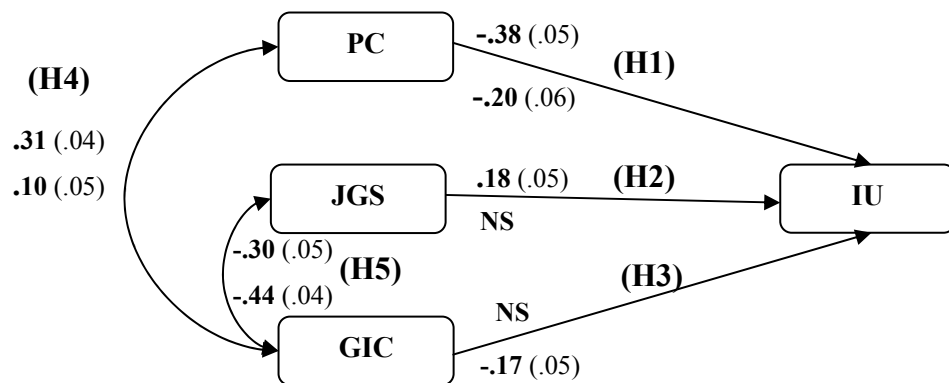 PC
-.38 (.05)
(H1)
-.20 (.06)
(H4)
.31 (.04)
.10 (.05)
JGS
.18 (.05)
(H2)
NS
IU
-.30 (.05)
(H5)
-.44 (.04)
GIC
NS
(H3)
-.17 (.05)